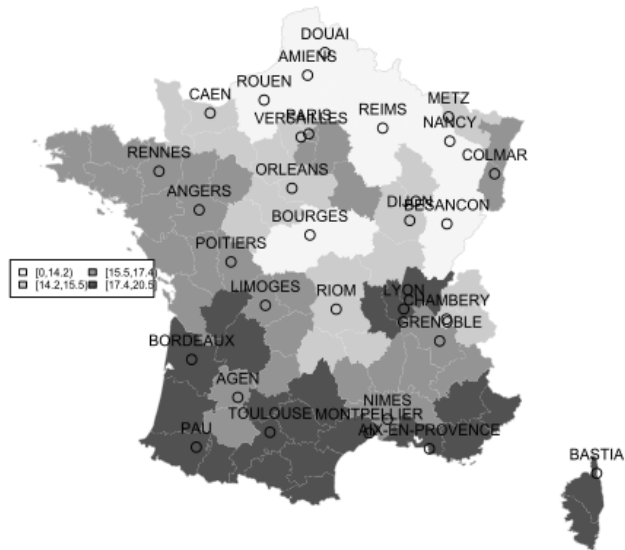 DOUAI
AMIENS
ROUEN
CAEN
METZ
REIMS
PARIS
VERSAILLES
NANCY
RENNES
COLMAR
ORLEANS
ANGERS
DIJON
BESANCON
BOURGES
POITIERS
[0,14.2) [15.5,17.4)
[14.2,15.5) [17.4,20.5]
LIMOGES
RIOM
LYON
CHAMBERY
GRENOBLE
BORDEAUX
AGEN
NIMES
TOULOUSE
MONTPELLIER
PAU
AIX-EN-PROVENCE
BASTIA